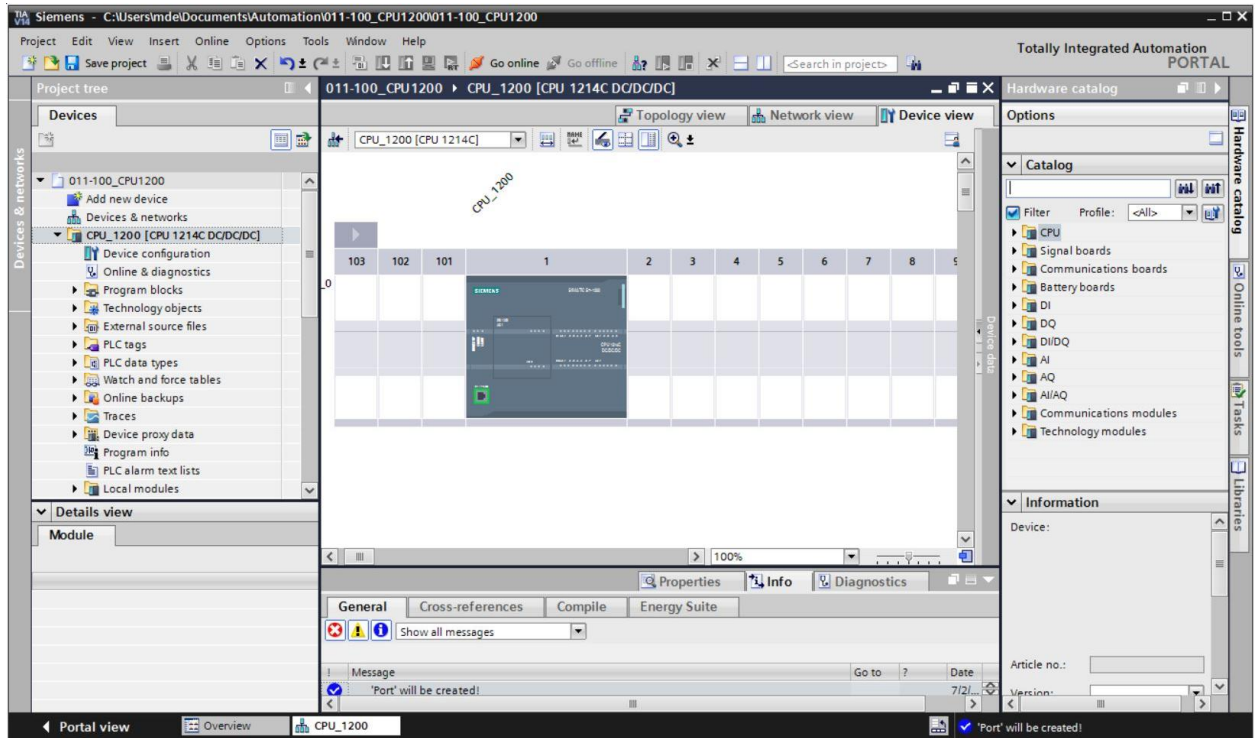 TIA V14 Siemens - C:\Users\mde\Documents\Automation\011-100_CPU1200\011-100_CPU1200
Project Edit View Insert Online Options Tools Window Help
Totally Integrated Automation
PORTAL
Save project Go online Go offline <Search in project>
Project tree
011-100_CPU1200 CPU_1200 [CPU 1214C DC/DC/DC]
Hardware catalog
Devices
Topology view Network view Device view
Options
CPU_1200 [CPU 1214C]
Catalog
011-100_CPU1200
Add new device
Devices & networks
CPU_1200 [CPU 1214C DC/DC/DC]
Device configuration
Online & diagnostics
Program blocks
Technology objects
External source files
PLC tags
PLC data types
Watch and force tables
Online backups
Traces
Device proxy data
Program info
PLC alarm text lists
Local modules
Details view
Module
Devices & networks
CPU_1200
103 102 101 1 2 3 4 5 6 7 8 9
_0
SIEMENS
Device data
100%
Filter Profile: <All>
CPU
Signal boards
Communications boards
Battery boards
DI
DQ
DI/DQ
AI
AQ
AI/AQ
Communications modules
Technology modules
Information
Device:
Article no.:
Version:
Hardware catalog
Online tools
Tasks
Libraries
Properties Info Diagnostics
General Cross-references Compile Energy Suite
Show all messages
! Message Go to ? Date
'Port' will be created! 7/2/...
Portal view Overview CPU_1200 'Port' will be created!